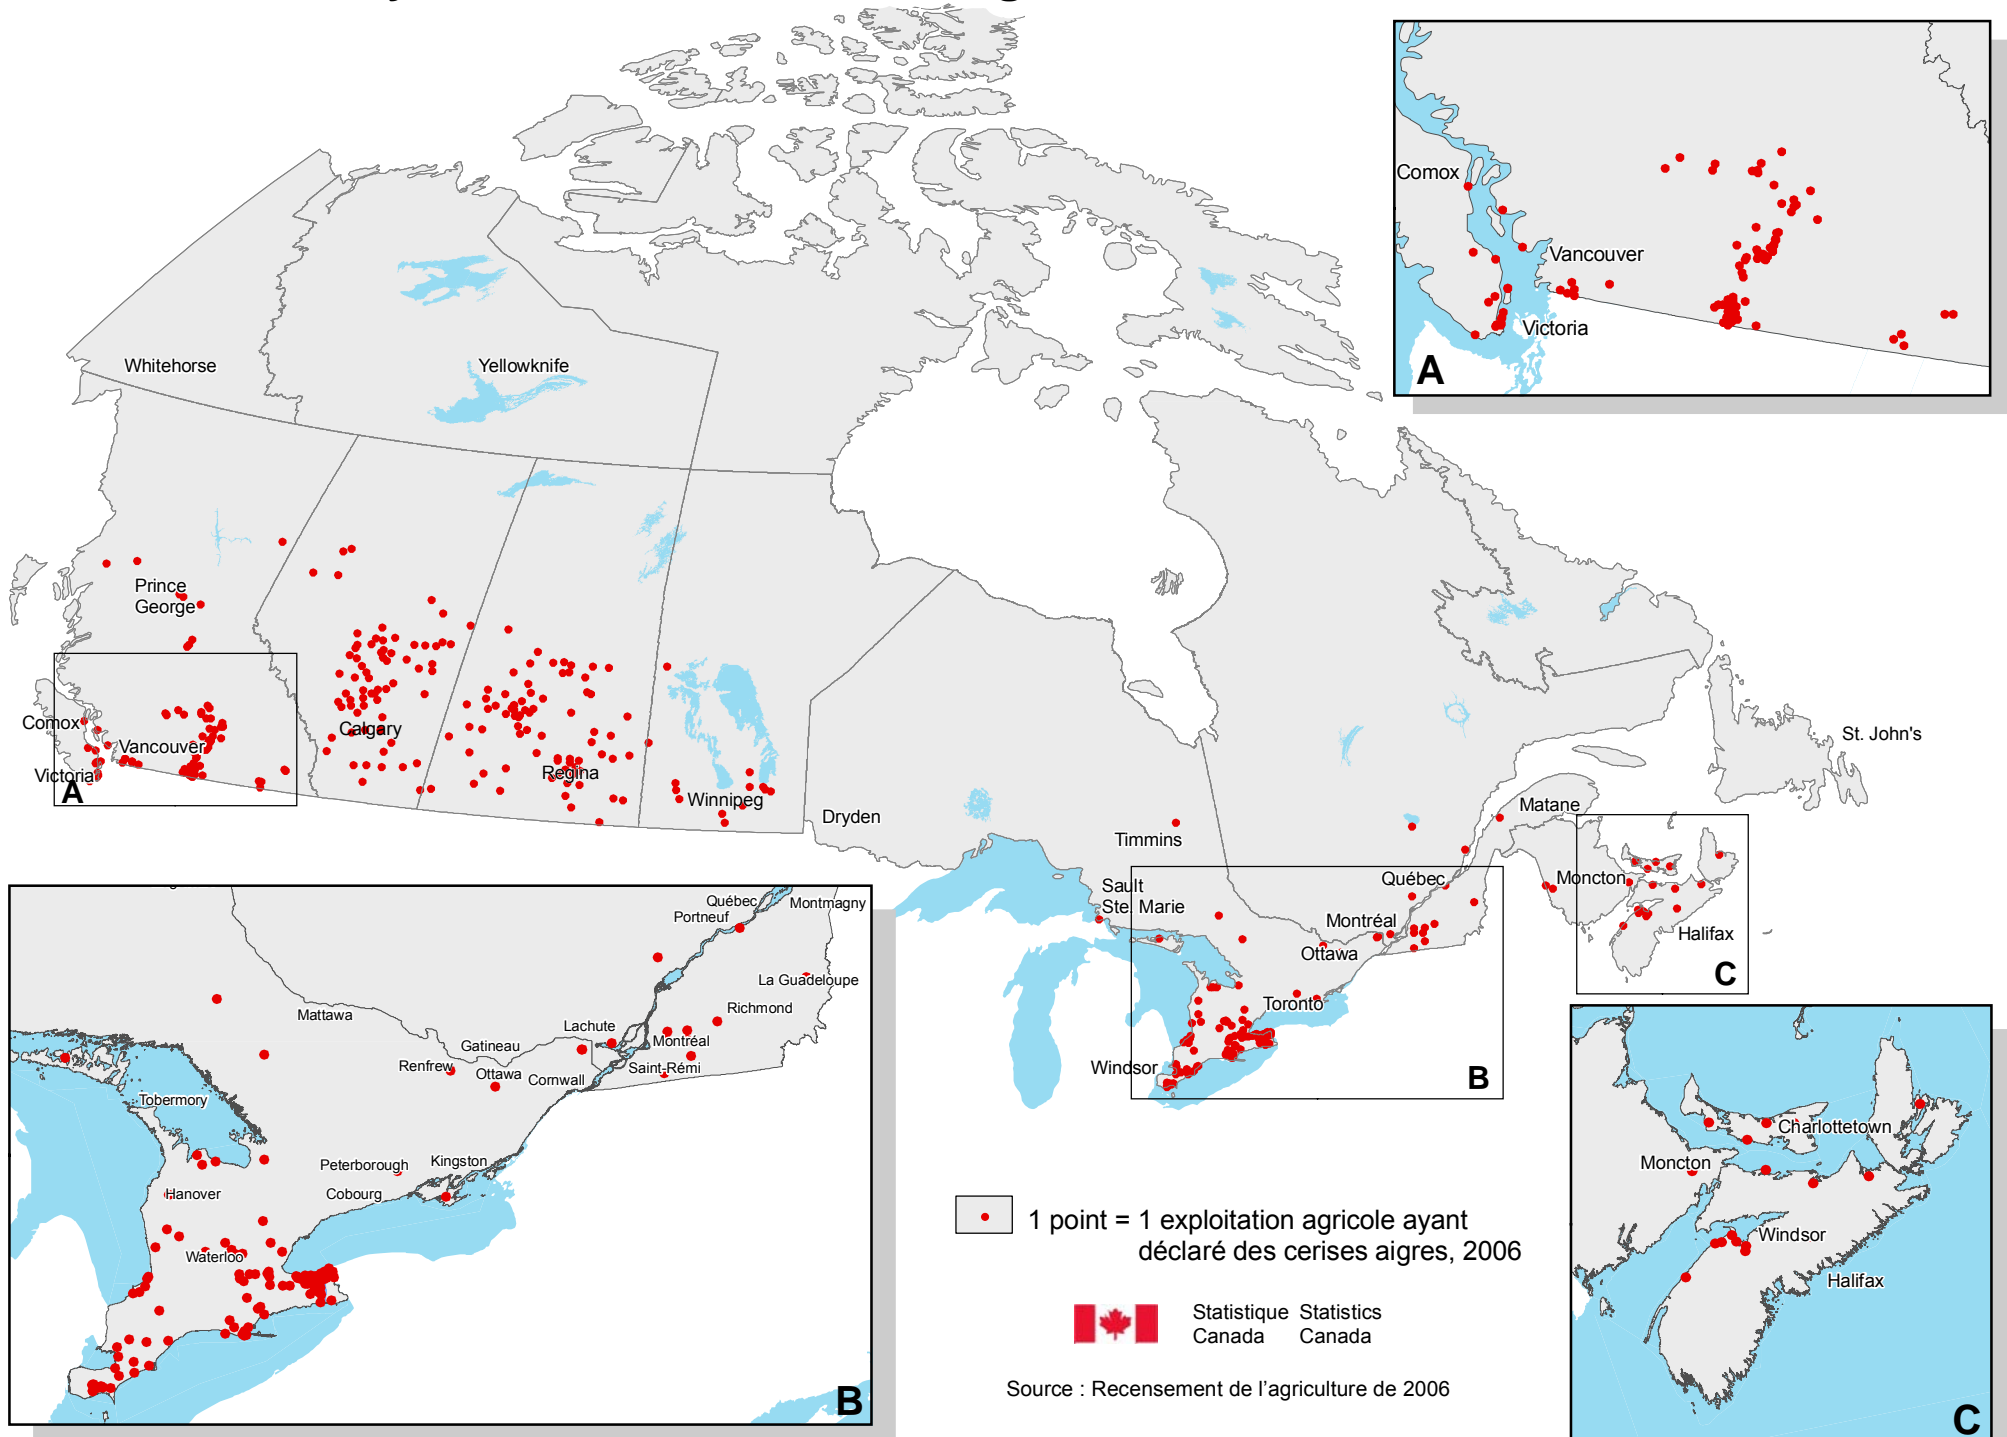 Comox
Vancouver
Victoria
A
Whitehorse
Yellowknife
Prince
George
Comox
Vancouver
Victoria
A
Calgary
Regina
Winnipeg
Dryden
Timmins
Sault
Ste. Marie
Québec
Montréal
Ottawa
Toronto
Windsor
B
Matane
St. John's
Moncton
Halifax
C
Québec
Montmagny
Portneuf
La Guadeloupe
Richmond
Mattawa
Lachute
Montréal
Gatineau
Renfrew
Ottawa
Cornwall
Saint-Rémi
Tobermory
Peterborough
Kingston
Hanover
Cobourg
Waterloo
B
Charlottetown
Moncton
Windsor
Halifax
C
1 point = 1 exploitation agricole ayant
déclaré des cerises aigres, 2006
Statistique Statistics
Canada Canada
Source : Recensement de l’agriculture de 2006